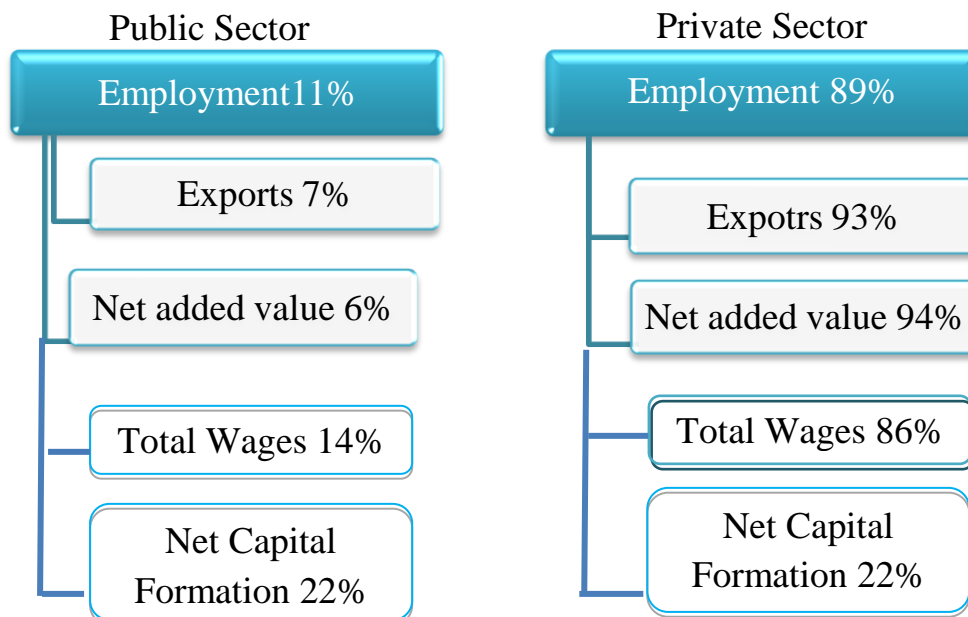 Public Sector
Employment11%
Exports 7%
Net added value 6%
Total Wages 14%
Net Capital
Formation 22%
Private Sector
Employment 89%
Expotrs 93%
Net added value 94%
Total Wages 86%
Net Capital
Formation 22%